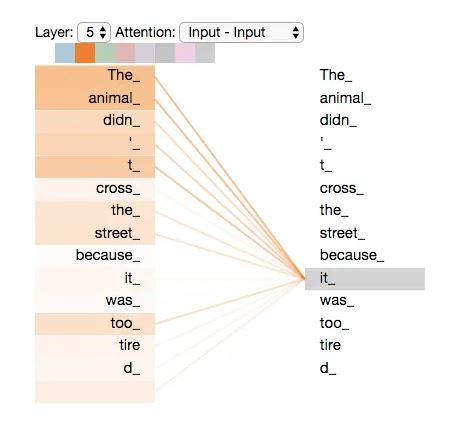 Layer: 5 Attention: Input - Input
The_ The_
animal_ animal_
didn_ didn_
'_ '_
t_ t_
cross_ cross_
the_ the_
street_ street_
because_ because_
it_ it_
was_ was_
too_ too_
tire tire
d_ d_